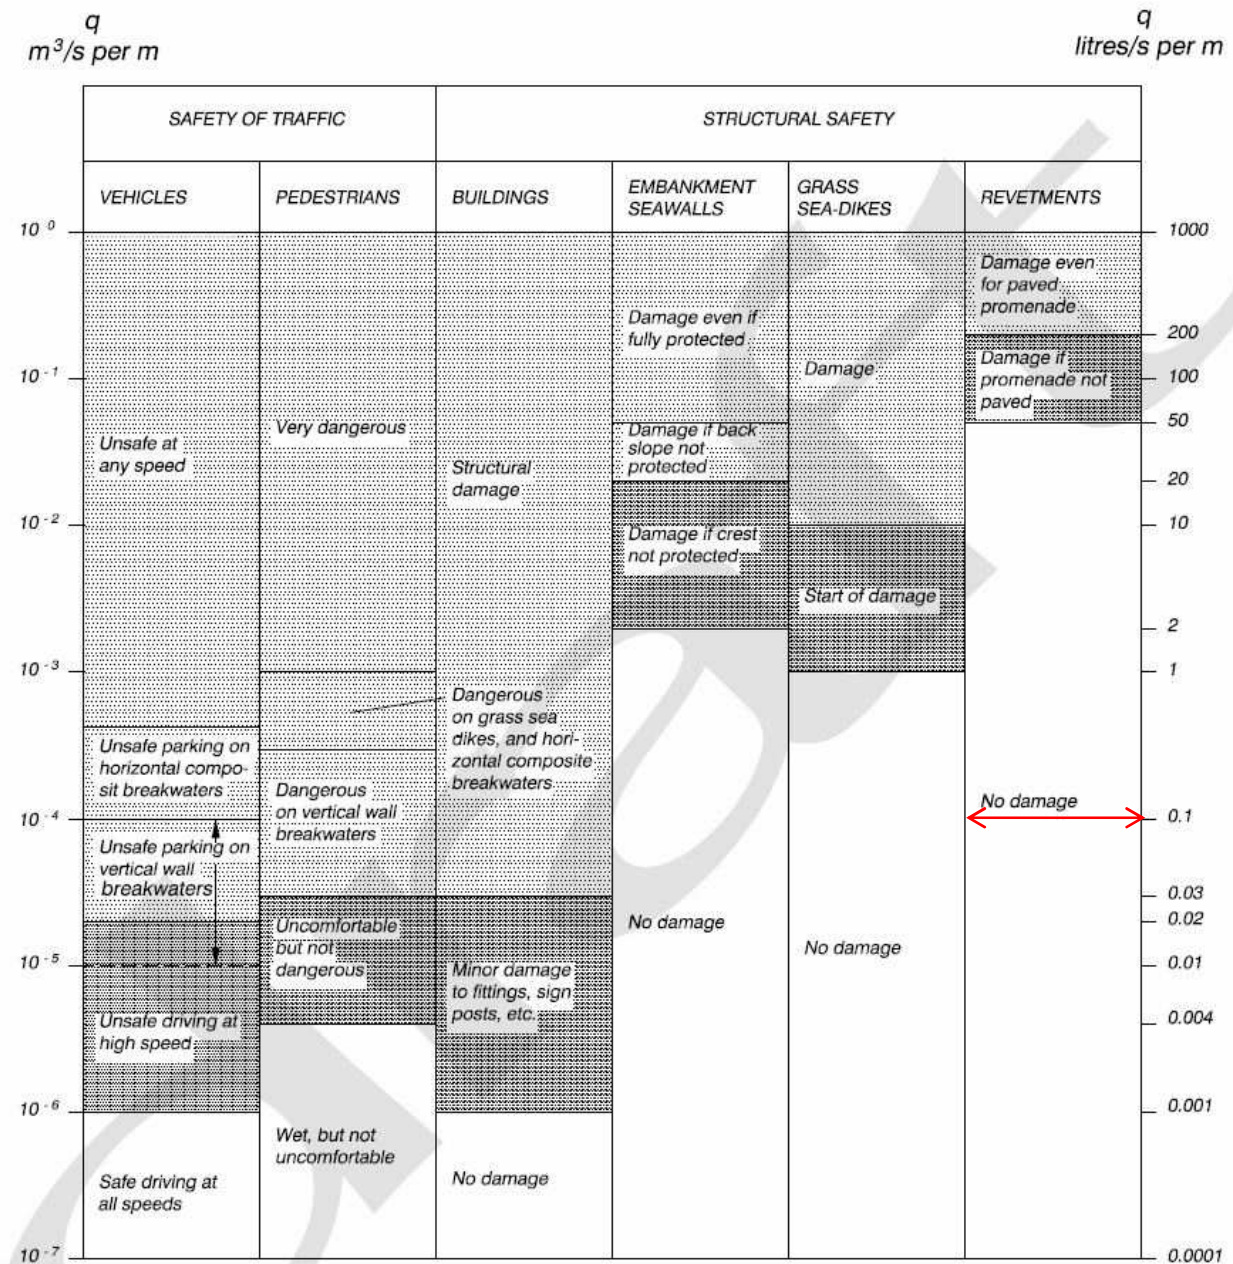 q
m³/s per m
q
litres/s per m
SAFETY OF TRAFFIC
STRUCTURAL SAFETY
VEHICLES
PEDESTRIANS
BUILDINGS
EMBANKMENT
SEAWALLS
GRASS
SEA-DIKES
REVETMENTS
10⁰
10⁻¹
10⁻²
10⁻³
10⁻⁴
10⁻⁵
10⁻⁶
10⁻⁷
Unsafe at
any speed
Unsafe parking on
horizontal compo-
sit breakwaters
Unsafe parking on
vertical wall
breakwaters
Unsafe driving at
high speed
Safe driving at
all speeds
Very dangerous
Dangerous
on grass sea
dikes, and hori-
zontal composite
breakwaters
Dangerous
on vertical wall
breakwaters
Uncomfortable
but not
dangerous
Wet, but not
uncomfortable
Structural
damage
Minor damage
to fittings, sign
posts, etc.
No damage
Damage even if
fully protected
Damage if back
slope not
protected
Damage if crest
not protected
No damage
Damage
Start of damage
No damage
Damage even
for paved
promenade
Damage if
promenade not
paved
No damage
1000
200
100
50
20
10
2
1
0.1
0.03
0.02
0.01
0.004
0.001
0.0001